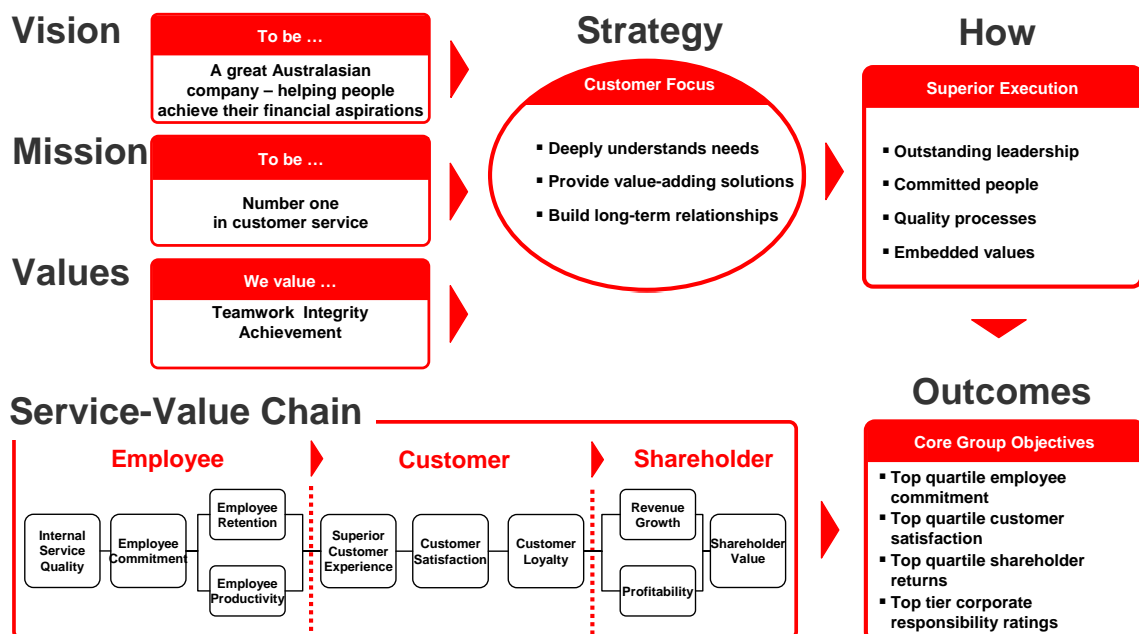 Vision
To be …
A great Australasian
company – helping people
achieve their financial aspirations
Mission
To be …
Number one
in customer service
Values
We value …
Teamwork  Integrity
Achievement
Strategy
Customer Focus
▪ Deeply understands needs
▪ Provide value-adding solutions
▪ Build long-term relationships
How
Superior Execution
▪ Outstanding leadership
▪ Committed people
▪ Quality processes
▪ Embedded values
Service-Value Chain
Employee
Customer
Shareholder
Internal
Service
Quality
Employee
Commitment
Employee
Retention
Employee
Productivity
Superior
Customer
Experience
Customer
Satisfaction
Customer
Loyalty
Revenue
Growth
Profitability
Shareholder
Value
Outcomes
Core Group Objectives
▪ Top quartile employee
commitment
▪ Top quartile customer
satisfaction
▪ Top quartile shareholder
returns
▪ Top tier corporate
responsibility ratings